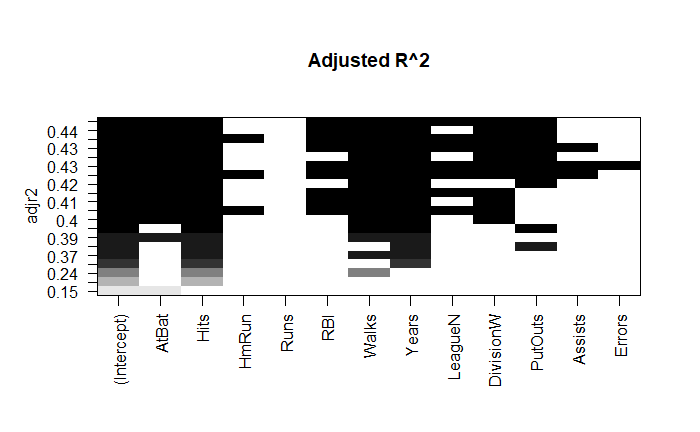 Adjusted R^2
adjr2
0.44
0.43
0.43
0.42
0.41
0.4
0.39
0.37
0.24
0.15
(Intercept)
AtBat
Hits
HmRun
Runs
RBI
Walks
Years
LeagueN
DivisionW
PutOuts
Assists
Errors